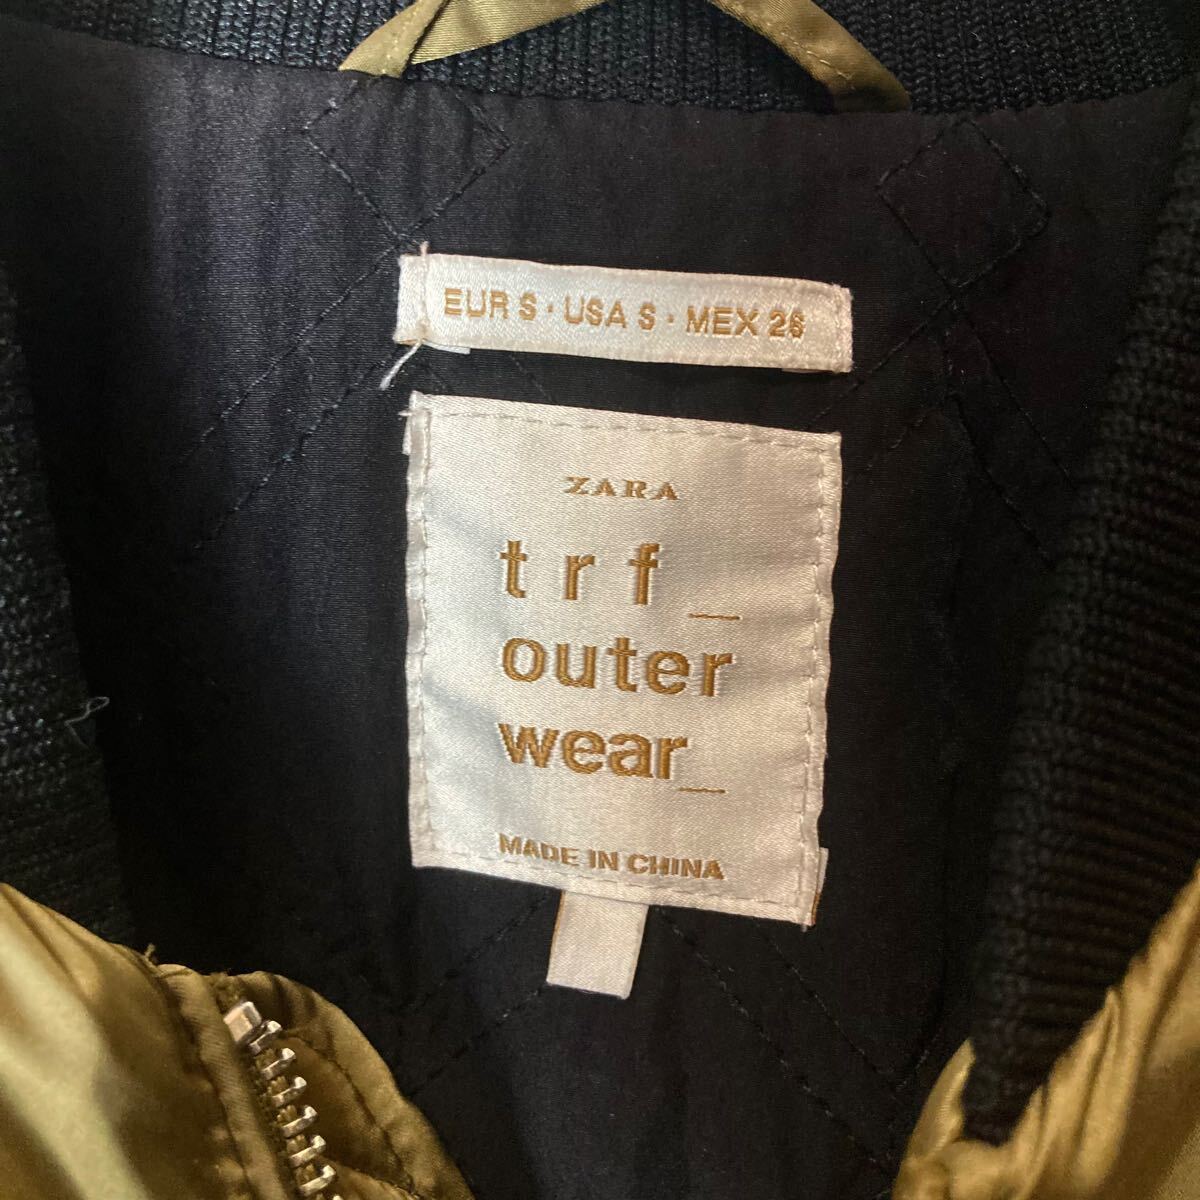 EUR S · USA S · MEX 26
ZARA
trf_
outer
wear_
MADE IN CHINA